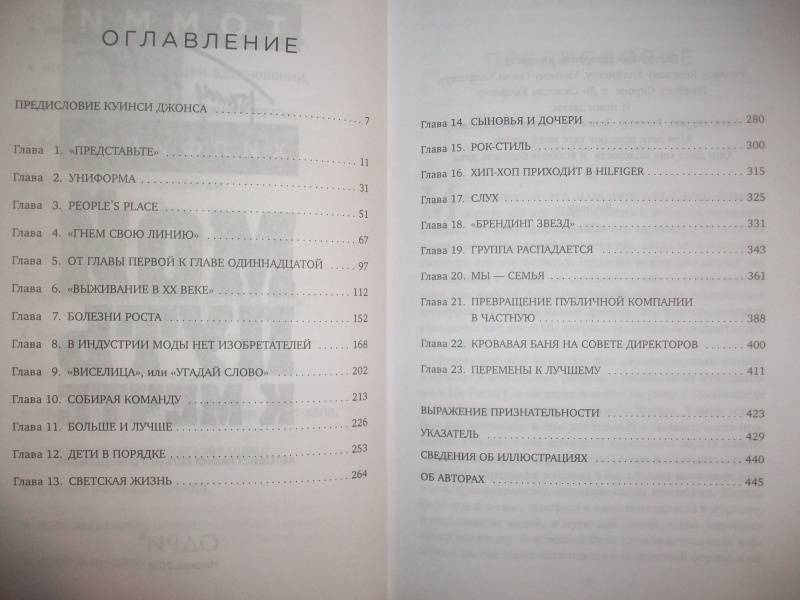 ОГЛАВЛЕНИЕ
ПРЕДИСЛОВИЕ КУИНСИ ДЖОНСА 7
Глава 1. «ПРЕДСТАВЬТЕ» 11
Глава 2. УНИФОРМА 31
Глава 3. PEOPLE'S PLACE 51
Глава 4. «ГНЕМ СВОЮ ЛИНИЮ» 67
Глава 5. ОТ ГЛАВЫ ПЕРВОЙ К ГЛАВЕ ОДИННАДЦАТОЙ 97
Глава 6. «ВЫЖИВАНИЕ В XX ВЕКЕ» 112
Глава 7. БОЛЕЗНИ РОСТА 152
Глава 8. В ИНДУСТРИИ МОДЫ НЕТ ИЗОБРЕТАТЕЛЕЙ 168
Глава 9. «ВИСЕЛИЦА», или «УГАДАЙ СЛОВО» 202
Глава 10. СОБИРАЯ КОМАНДУ 213
Глава 11. БОЛЬШЕ И ЛУЧШЕ 226
Глава 12. ДЕТИ В ПОРЯДКЕ 253
Глава 13. СВЕТСКАЯ ЖИЗНЬ 264
Глава 14. СЫНОВЬЯ И ДОЧЕРИ 280
Глава 15. РОК-СТИЛЬ 300
Глава 16. ХИП-ХОП ПРИХОДИТ В HILFIGER 315
Глава 17. СЛУХ 325
Глава 18. «БРЕНДИНГ ЗВЕЗД» 331
Глава 19. ГРУППА РАСПАДАЕТСЯ 343
Глава 20. МЫ — СЕМЬЯ 361
Глава 21. ПРЕВРАЩЕНИЕ ПУБЛИЧНОЙ КОМПАНИИ
В ЧАСТНУЮ 388
Глава 22. КРОВАВАЯ БАНЯ НА СОВЕТЕ ДИРЕКТОРОВ 400
Глава 23. ПЕРЕМЕНЫ К ЛУЧШЕМУ 411
ВЫРАЖЕНИЕ ПРИЗНАТЕЛЬНОСТИ 423
УКАЗАТЕЛЬ 429
СВЕДЕНИЯ ОБ ИЛЛЮСТРАЦИЯХ 440
ОБ АВТОРАХ 445